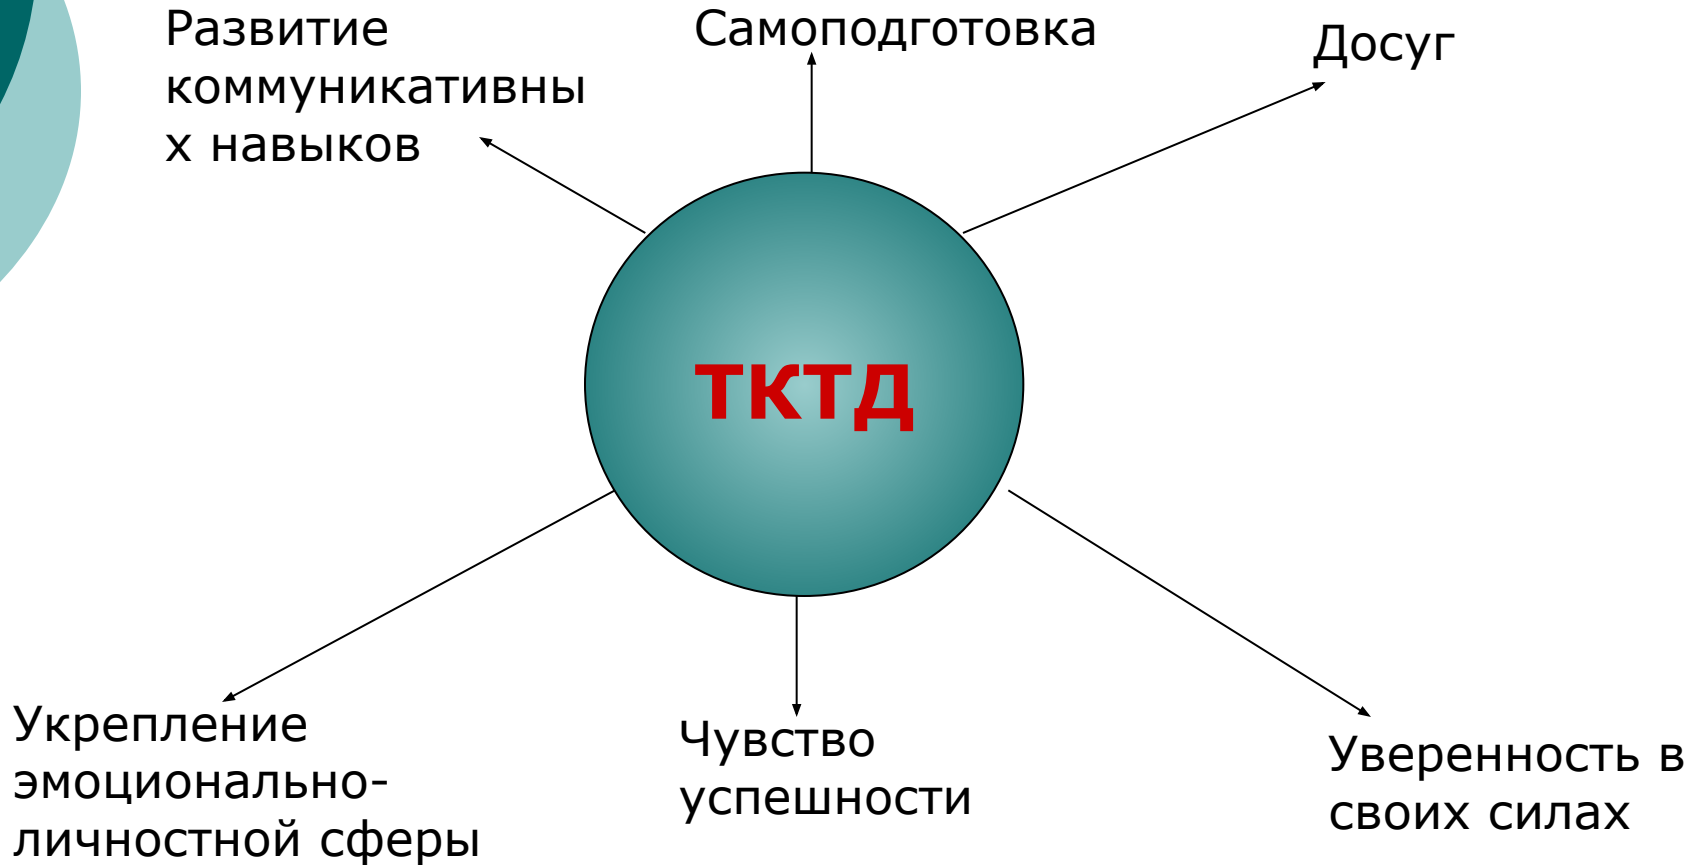 Развитие
коммуникативны
х навыков
Самоподготовка
Досуг
ТКТД
Укрепление
эмоционально-
личностной сферы
Чувство
успешности
Уверенность в
своих силах